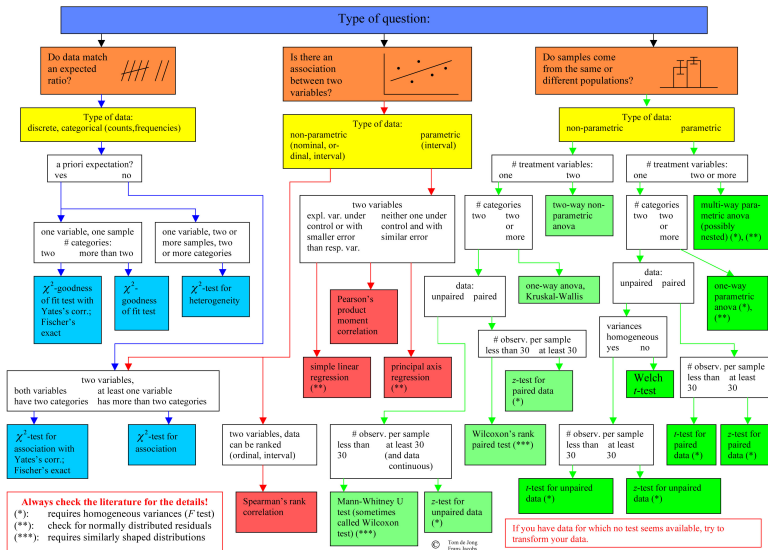 Type of question:
Do data match
an expected
ratio?
Is there an
association
between two
variables?
Do samples come
from the same or
different populations?
Type of data:
discrete, categorical (counts,frequencies)
Type of data:
non-parametric parametric
(nominal, or- (interval)
dinal, interval)
Type of data:
non-parametric parametric
a priori expectation?
yes no
# treatment variables:
one two
# treatment variables:
one two or more
one variable, one sample
# categories:
two more than two
one variable, two or
more samples, two
or more categories
two variables
expl. var. under neither one under
control or with control and with
smaller error similar error
than resp. var.
# categories
two two
or
more
two-way non-
parametric
anova
# categories
two two
or
more
multi-way para-
metric anova
(possibly
nested) (*), (**)
χ²-goodness
of fit test with
Yates's corr.;
Fischer's
exact
χ²-
goodness
of fit test
χ²-test for
heterogeneity
Pearson's
product
moment
correlation
data:
unpaired paired
one-way anova,
Kruskal-Wallis
data:
unpaired paired
one-way
parametric
anova (*),
(**)
variances
homogeneous
yes no
# observ. per sample
less than 30 at least 30
simple linear
regression
(**)
principal axis
regression
(**)
z-test for
paired data
(*)
Welch
t-test
# observ. per sample
less at least
than 30
30
two variables,
both variables at least one variable
have two categories has more than two categories
χ²-test for
association with
Yates's corr.;
Fischer's exact
χ²-test for
association
two variables, data
can be ranked
(ordinal, interval)
# observ. per sample
less at least 30
than (and data
30 continuous)
Wilcoxon's rank
paired test (***)
# observ. per sample
less at least
than 30
30
t-test for
paired
data (*)
z-test for
paired
data (*)
Spearman's rank
correlation
Mann-Whitney U
test (sometimes
called Wilcoxon
test) (***)
z-test for
unpaired data
(*)
t-test for
unpaired data (*)
z-test for
unpaired data (*)
Always check the literature for the details!
(*): requires homogeneous variances (F test)
(**): check for normally distributed residuals
(***): requires similarly shaped distributions
© Tom de Jong
Frans Jacobs
If you have data for which no test seems available, try to
transform your data.